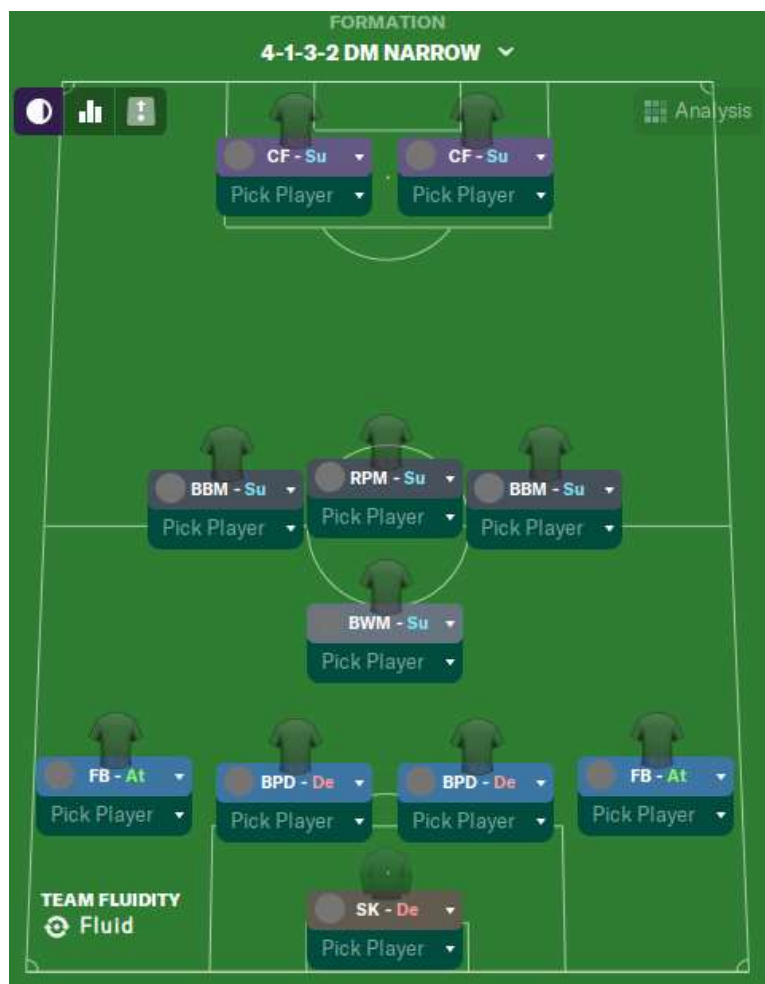 FORMATION
4-1-3-2 DM NARROW
Analysis
CF - Su CF - Su
Pick Player Pick Player
BBM - Su RPM - Su BBM - Su
Pick Player Pick Player Pick Player
BWM - Su
Pick Player
FB - At BPD - De BPD - De FB - At
Pick Player Pick Player Pick Player Pick Player
TEAM FLUIDITY
Fluid
SK - De
Pick Player